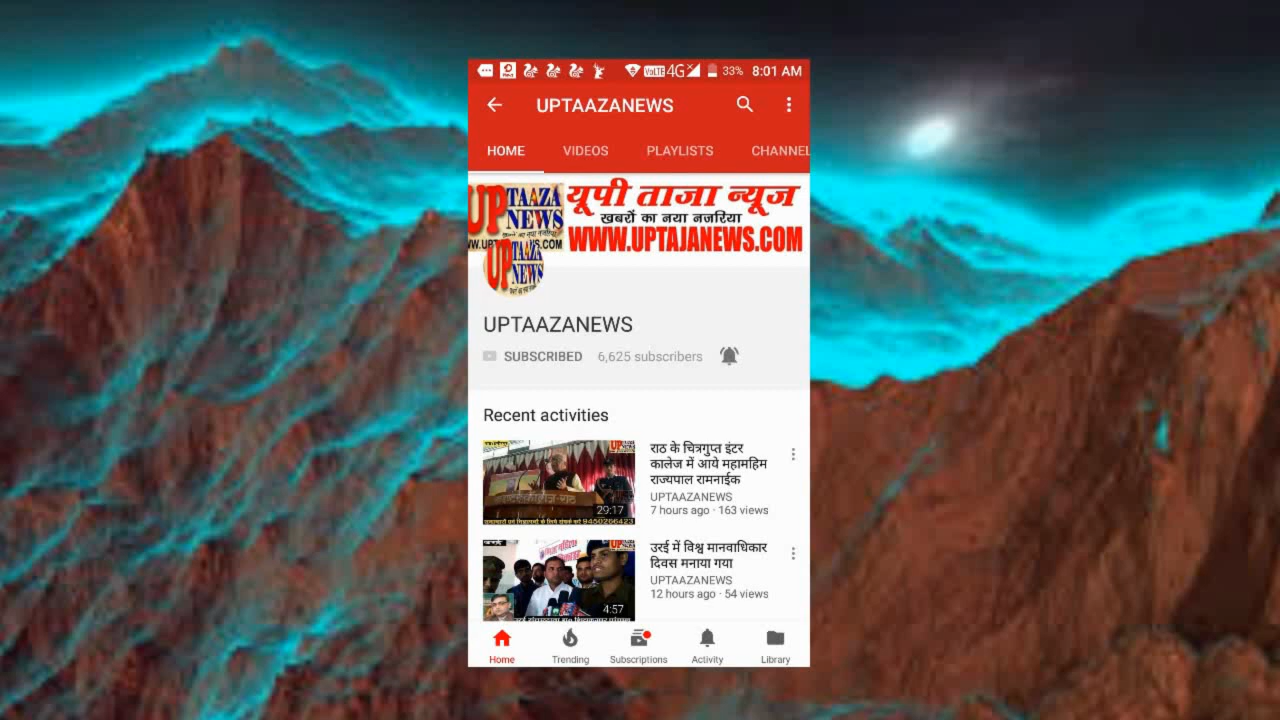 VoLTE 4G 33% 8:01 AM
UPTAAZANEWS
HOME VIDEOS PLAYLISTS CHANNEL
UP TAAZA NEWS
यूपी ताजा न्यूज
खबरों का नया नजरिया
WWW.UPTAJANEWS.COM
UP TAAZA NEWS
UPTAAZANEWS
SUBSCRIBED 6,625 subscribers
Recent activities
राठ के चित्रगुप्त इंटर
कालेज में आये महामहिम
राज्यपाल रामनाईक
UPTAAZANEWS
7 hours ago · 163 views
29:17
उरई में विश्व मानवाधिकार
दिवस मनाया गया
UPTAAZANEWS
12 hours ago · 54 views
4:57
Home Trending Subscriptions Activity Library